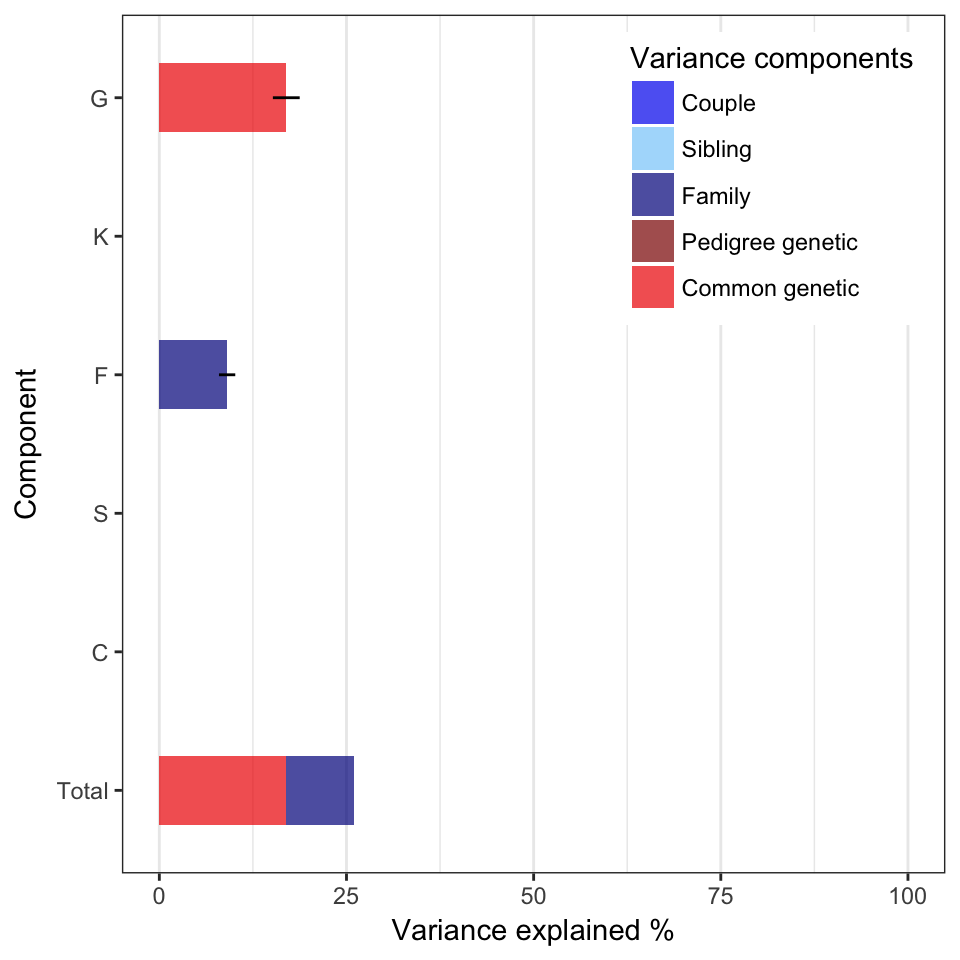 Variance components
Couple
Sibling
Family
Pedigree genetic
Common genetic
G
K
F
S
C
Total
Component
0 25 50 75 100
Variance explained %